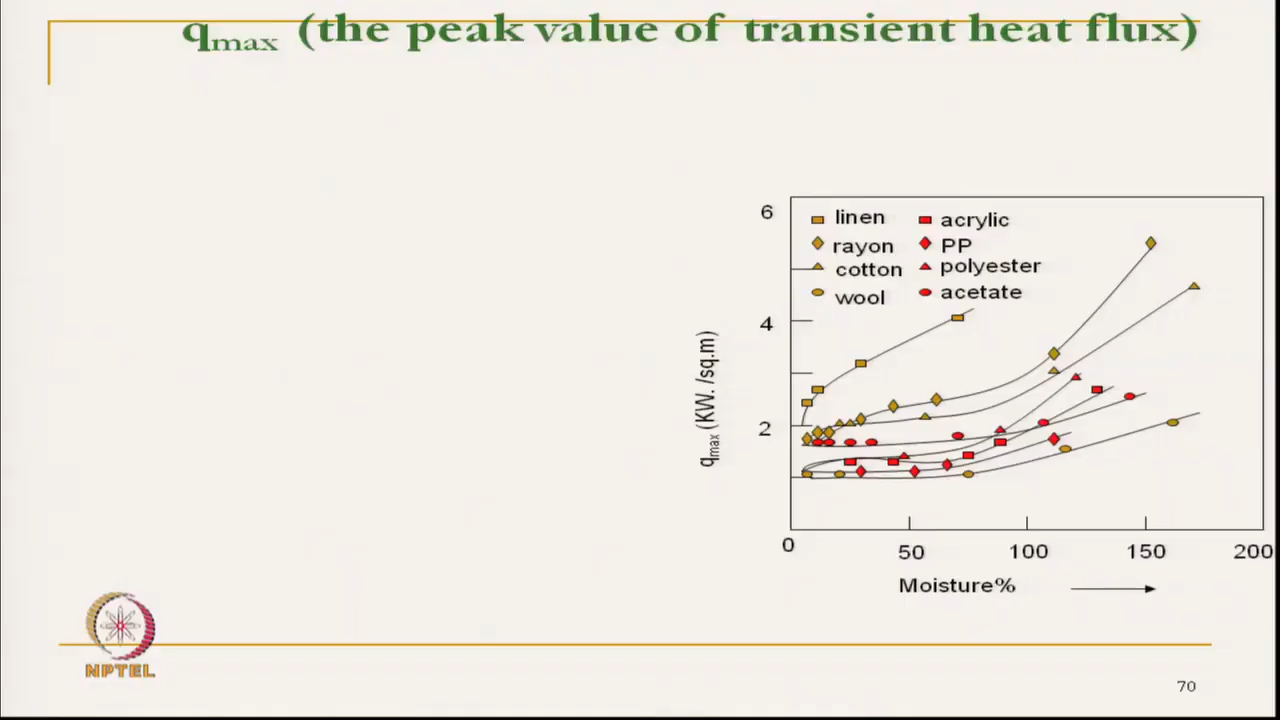 qmax (the peak value of transient heat flux)
6
linen
acrylic
rayon
PP
cotton
polyester
wool
acetate
4
2
qmax (KW. /sq.m)
0
50
100
150
200
Moisture%
NPTEL
70